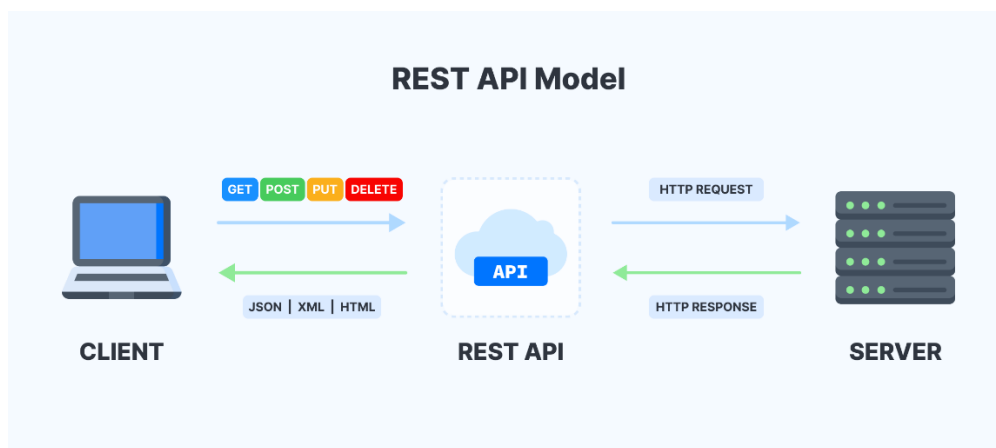 REST API Model
GET POST PUT DELETE
HTTP REQUEST
API
JSON | XML | HTML
HTTP RESPONSE
CLIENT
REST API
SERVER